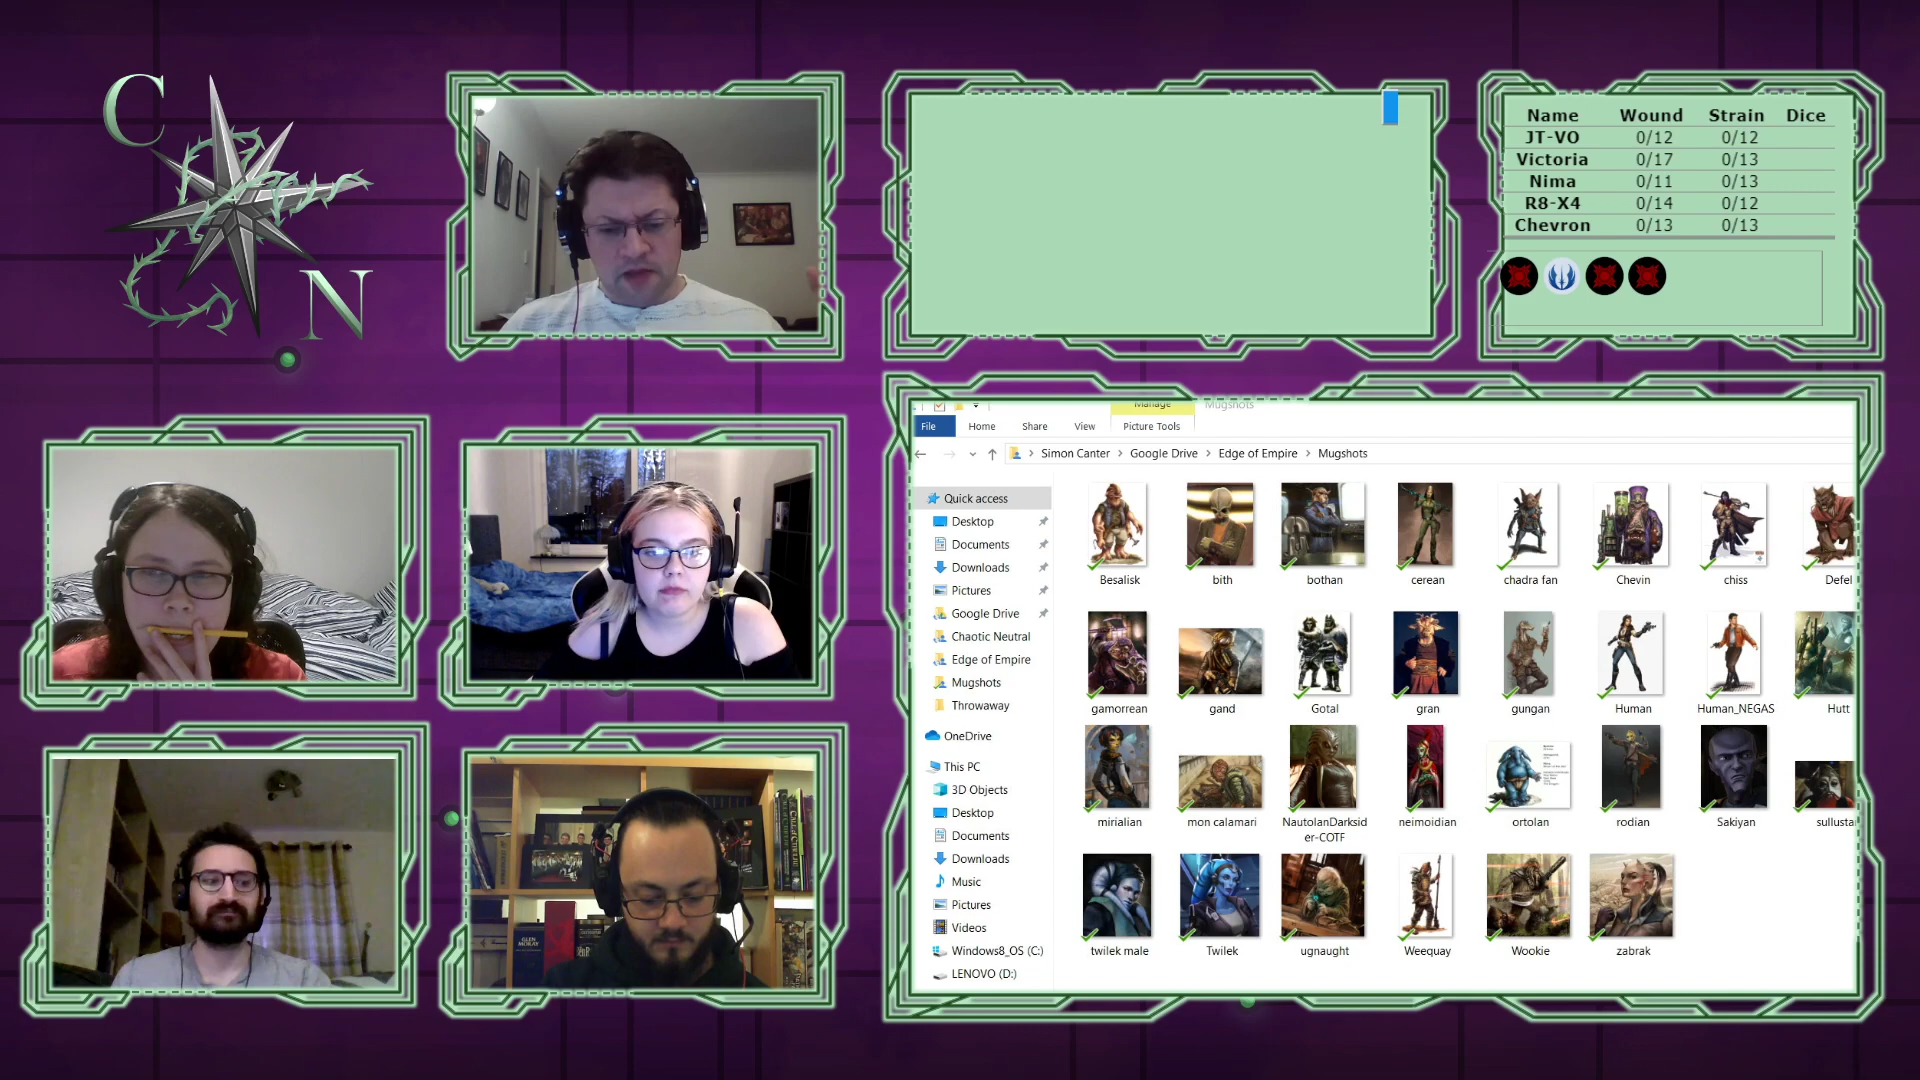 C
N
Name Wound Strain Dice
JT-VO 0/12 0/12
Victoria 0/17 0/13
Nima 0/11 0/13
R8-X4 0/14 0/12
Chevron 0/13 0/13
Manage Mugshots
File Home Share View Picture Tools
Simon Canter > Google Drive > Edge of Empire > Mugshots
Quick access
Desktop
Documents
Downloads
Pictures
Google Drive
Chaotic Neutral
Edge of Empire
Mugshots
Throwaway
OneDrive
This PC
3D Objects
Desktop
Documents
Downloads
Music
Pictures
Videos
Windows8_OS (C:)
LENOVO (D:)
Besalisk bith bothan cerean chadra fan Chevin chiss Defel
gamorrean gand Gotal gran gungan Human Human_NEGAS Hutt
mirialian mon calamari NautolanDarksid neimoidian ortolan rodian Sakiyan sullusta
er-COTF
twilek male Twilek ugnaught Weequay Wookie zabrak
GLEN
MORAY